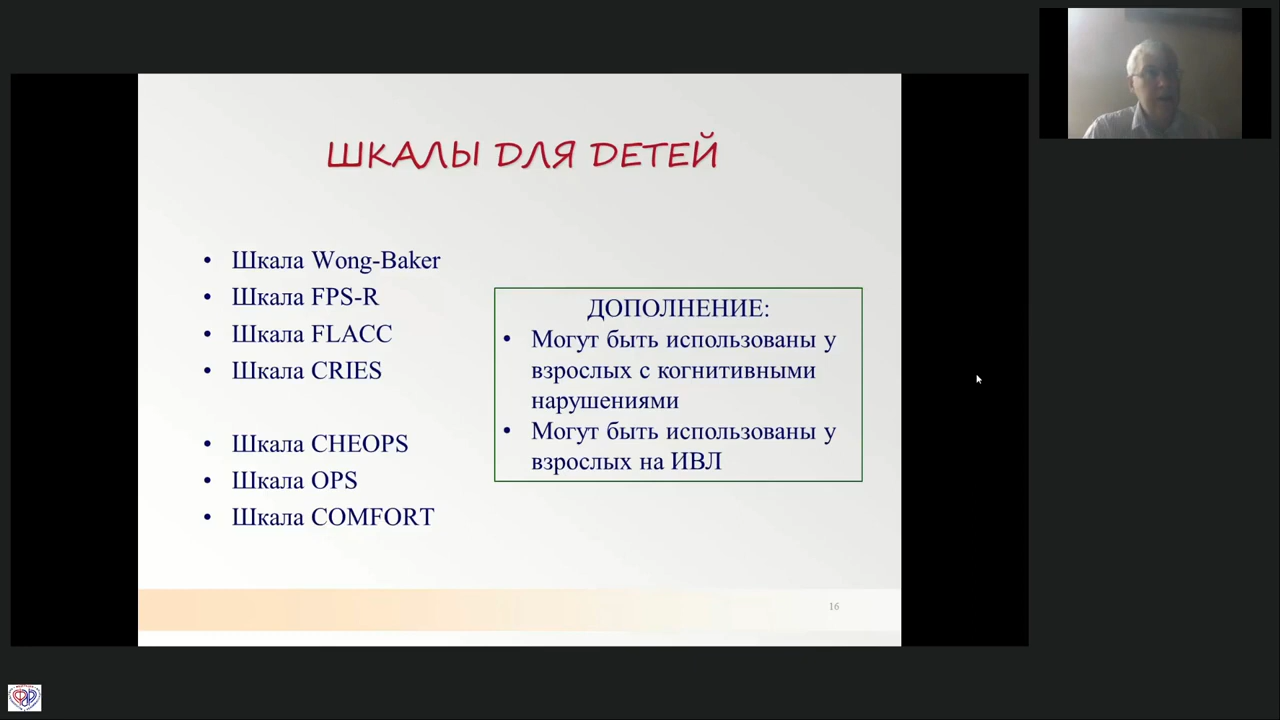 ШКАЛЫ ДЛЯ ДЕТЕЙ
• Шкала Wong-Baker
• Шкала FPS-R
• Шкала FLACC
• Шкала CRIES
• Шкала CHEOPS
• Шкала OPS
• Шкала COMFORT
ДОПОЛНЕНИЕ:
• Могут быть использованы у
взрослых с когнитивными
нарушениями
• Могут быть использованы у
взрослых на ИВЛ
16